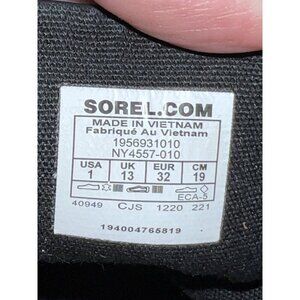 SOREL.COM
MADE IN VIETNAM
Fabriqué Au Vietnam
1956931010
NY4557-010
USA UK EUR CM
1 13 32 19
ECA-5
40949 CJS 1220 221
194004765819